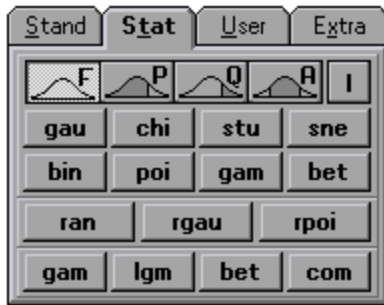 Stand Stat User Extra
F P Q A I
gau chi stu sne
bin poi gam bet
ran rgau rpoi
gam lgm bet com